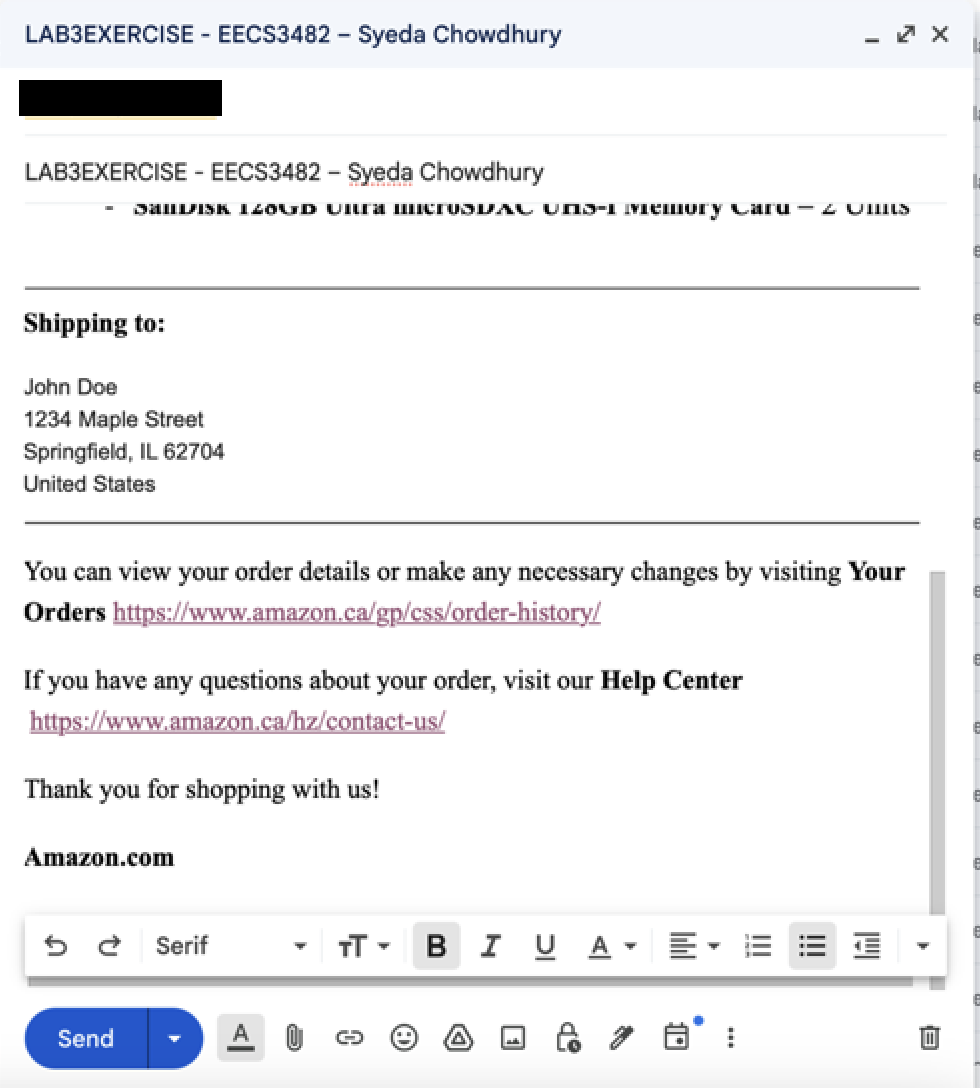 LAB3EXERCISE - EECS3482 – Syeda Chowdhury
LAB3EXERCISE - EECS3482 – Syeda Chowdhury
- SanDisk 128GB Ultra microSDXC UHS-I Memory Card – 2 Units
Shipping to:
John Doe
1234 Maple Street
Springfield, IL 62704
United States
You can view your order details or make any necessary changes by visiting Your
Orders https://www.amazon.ca/gp/css/order-history/
If you have any questions about your order, visit our Help Center
https://www.amazon.ca/hz/contact-us/
Thank you for shopping with us!
Amazon.com
Serif
Send